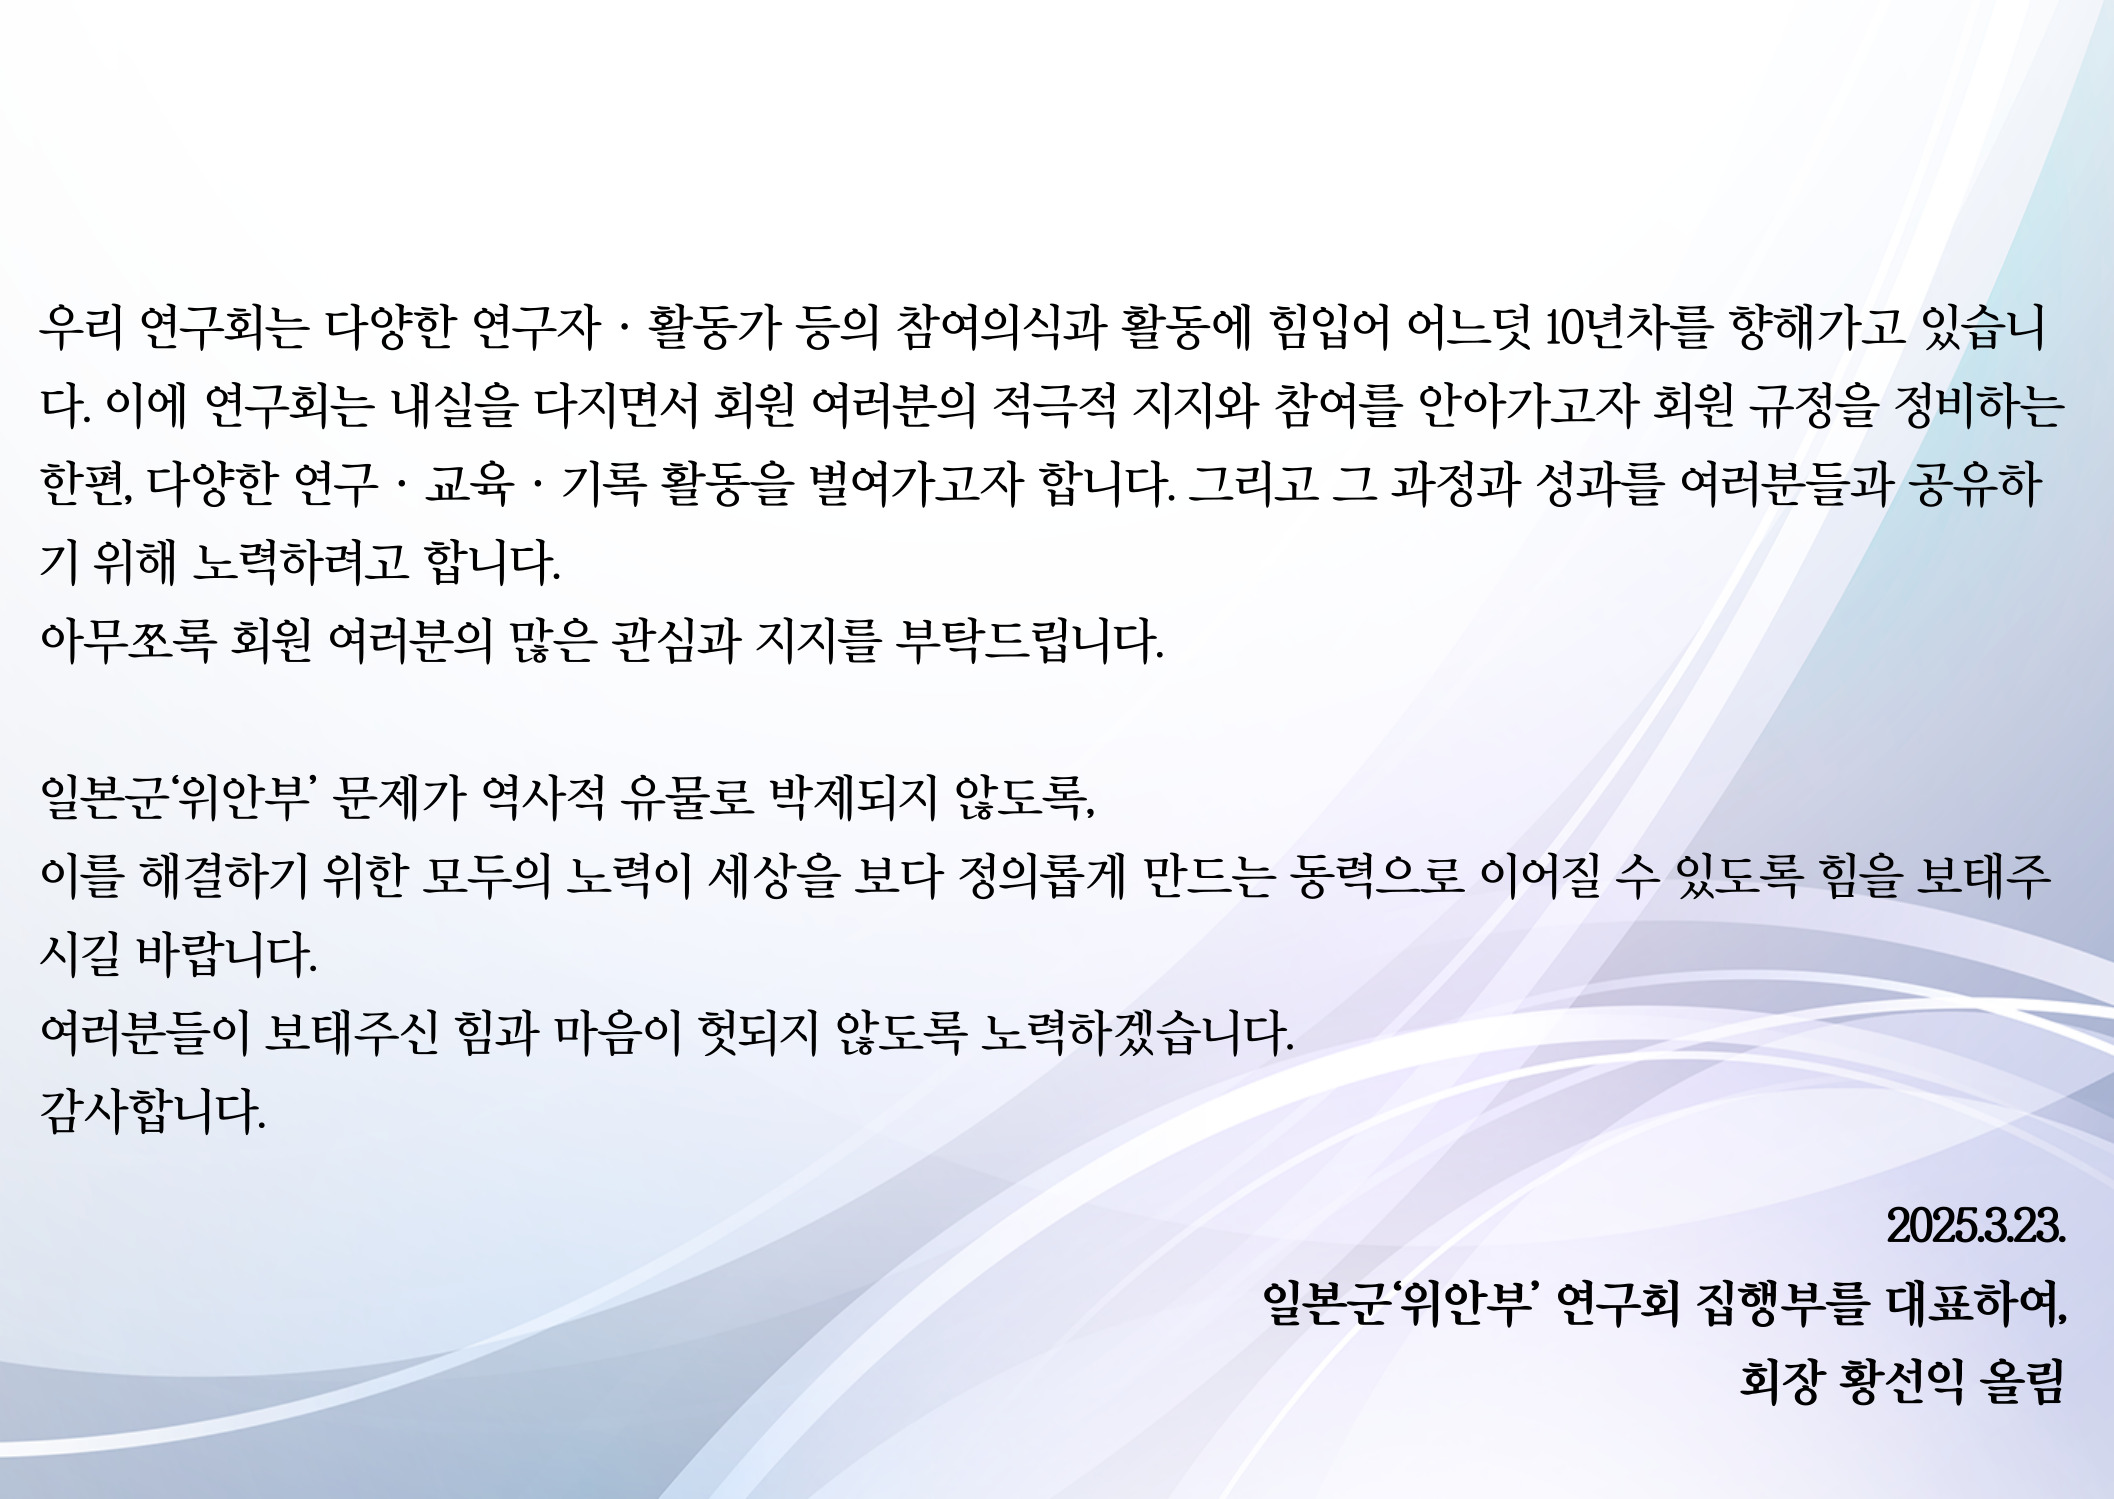 우리 연구회는 다양한 연구자 · 활동가 등의 참여의식과 활동에 힘입어 어느덧 10년차를 향해가고 있습니
다. 이에 연구회는 내실을 다지면서 회원 여러분의 적극적 지지와 참여를 안아가고자 회원 규정을 정비하는
한편, 다양한 연구 · 교육 · 기록 활동을 벌여가고자 합니다. 그리고 그 과정과 성과를 여러분들과 공유하
기 위해 노력하려고 합니다.
아무쪼록 회원 여러분의 많은 관심과 지지를 부탁드립니다.
일본군‘위안부’ 문제가 역사적 유물로 박제되지 않도록,
이를 해결하기 위한 모두의 노력이 세상을 보다 정의롭게 만드는 동력으로 이어질 수 있도록 힘을 보태주
시길 바랍니다.
여러분들이 보태주신 힘과 마음이 헛되지 않도록 노력하겠습니다.
감사합니다.
2025.3.23.
일본군‘위안부’ 연구회 집행부를 대표하여,
회장 황선익 올림